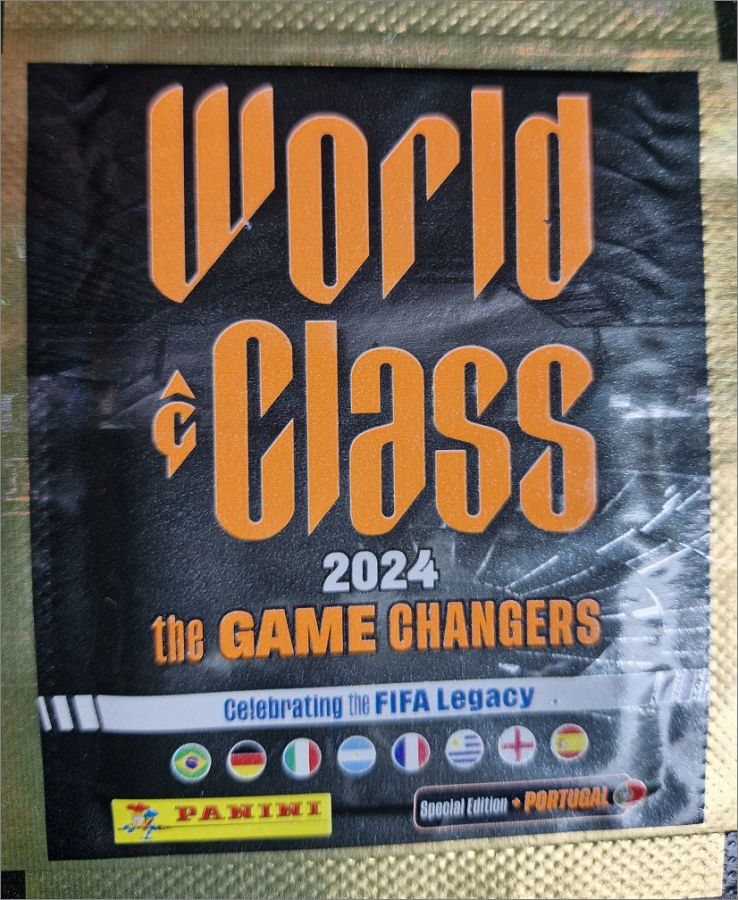 World
Class
2024
the GAME CHANGERS
Celebrating the FIFA Legacy
PANINI
Special Edition + PORTUGAL